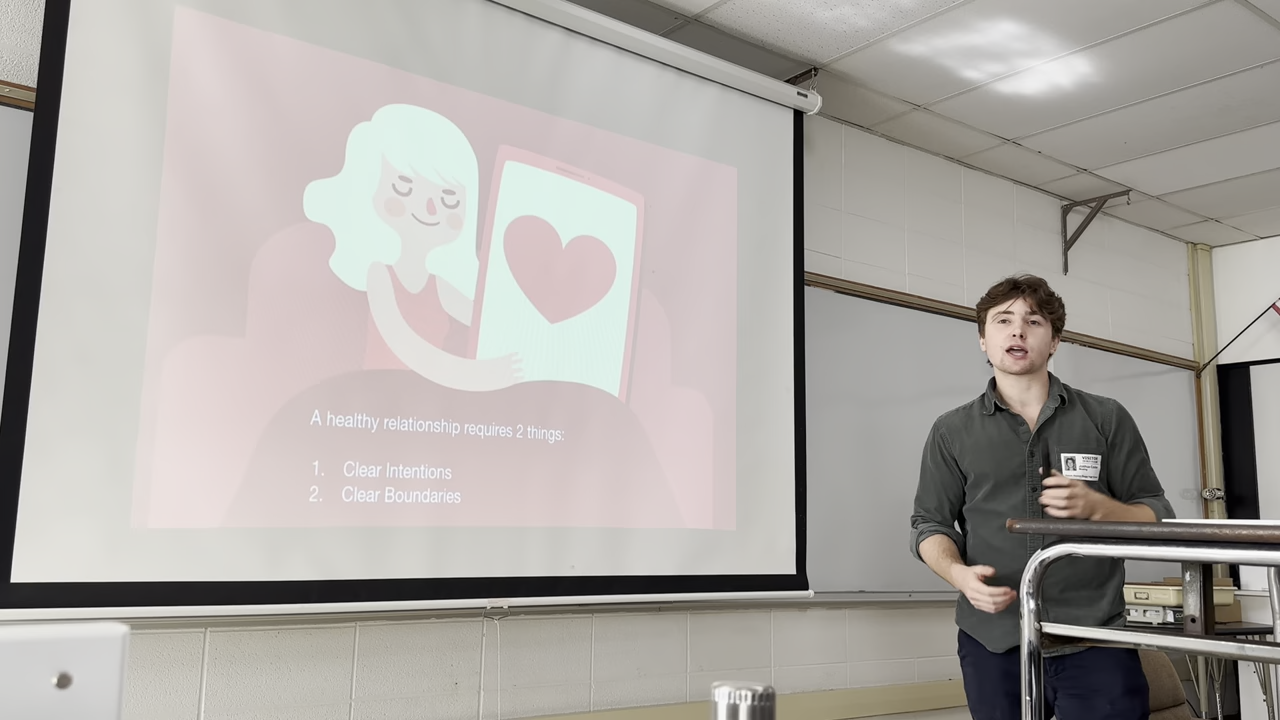 A healthy relationship requires 2 things:
1. Clear Intentions
2. Clear Boundaries
VISITOR